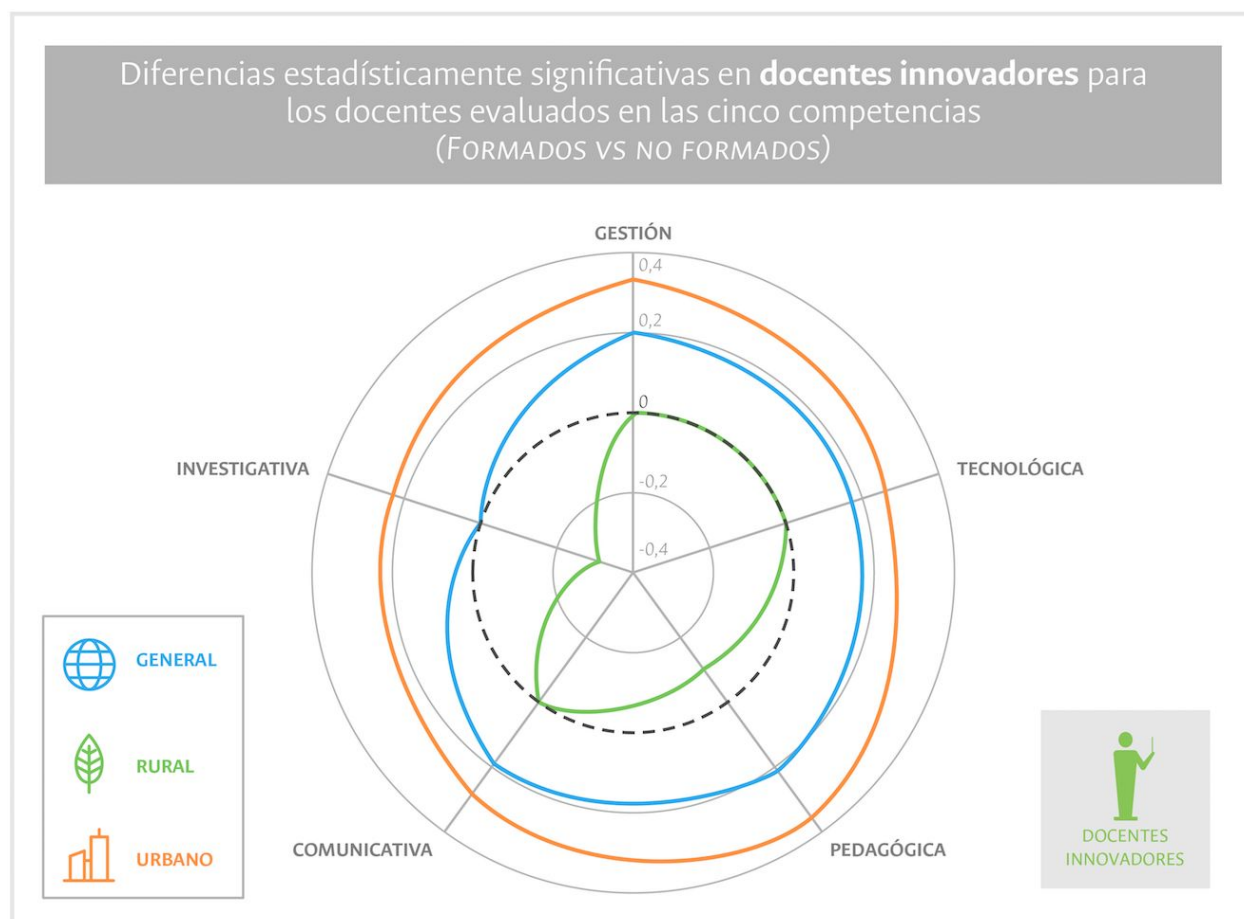 Diferencias estadísticamente significativas en docentes innovadores para
los docentes evaluados en las cinco competencias
(FORMADOS VS NO FORMADOS)
GESTIÓN
0,4
0,2
0
-0,2
-0,4
INVESTIGATIVA
TECNOLÓGICA
COMUNICATIVA
PEDAGÓGICA
GENERAL
RURAL
URBANO
DOCENTES
INNOVADORES